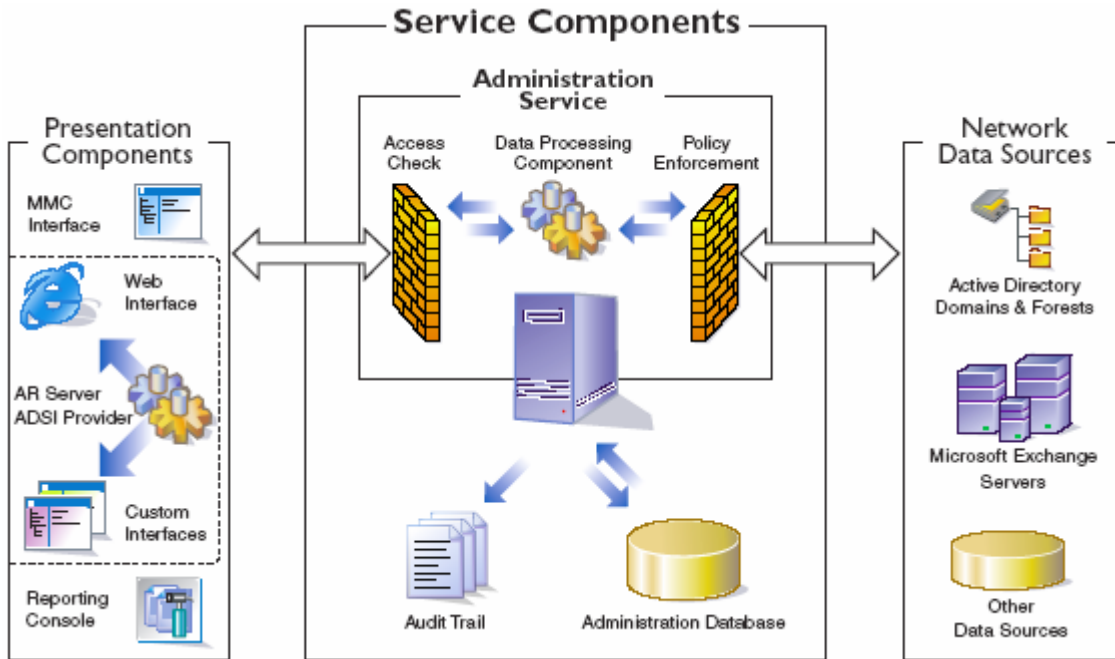 Service Components
Administration
Service
Presentation
Components
Network
Data Sources
Access
Check
Data Processing
Component
Policy
Enforcement
MMC
Interface
Web
Interface
AR Server
ADSI Provider
Custom
Interfaces
Reporting
Console
Audit Trail
Administration Database
Active Directory
Domains & Forests
Microsoft Exchange
Servers
Other
Data Sources